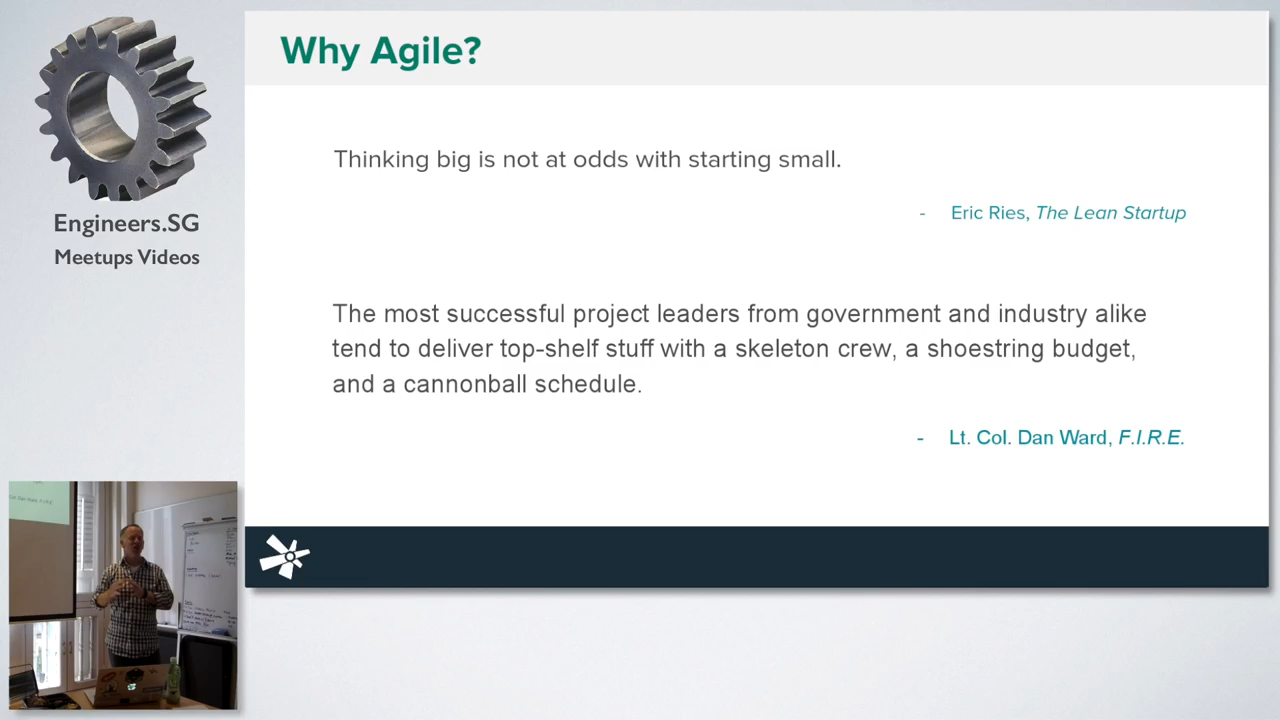 Engineers.SG
Meetups Videos
Why Agile?
Thinking big is not at odds with starting small.
- Eric Ries, The Lean Startup
The most successful project leaders from government and industry alike
tend to deliver top-shelf stuff with a skeleton crew, a shoestring budget,
and a cannonball schedule.
- Lt. Col. Dan Ward, F.I.R.E.